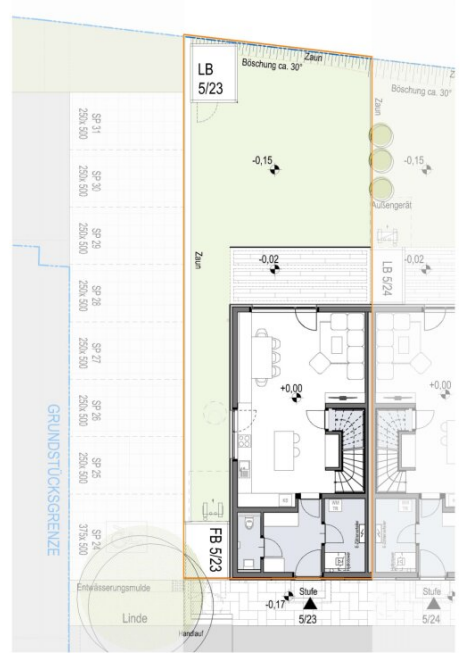 Zaun
LB
5/23
Böschung ca. 30°
Böschung ca. 30°
Zaun
SP 31
250x 500
-0,15
-0,15
SP 30
250x 500
Außengerät
SP 29
250x 500
Zaun
-0,02
-0,02
LB 5/24
SP 28
250x 500
SP 27
250x 500
+0,00
+0,00
SP 26
250x 500
GRUNDSTÜCKSGRENZE
SP 25
250x 500
SP 24
375x 500
FB 5/23
Entwässerungsmulde
Linde
Handlauf
-0,17
Stufe
5/23
Stufe
5/24